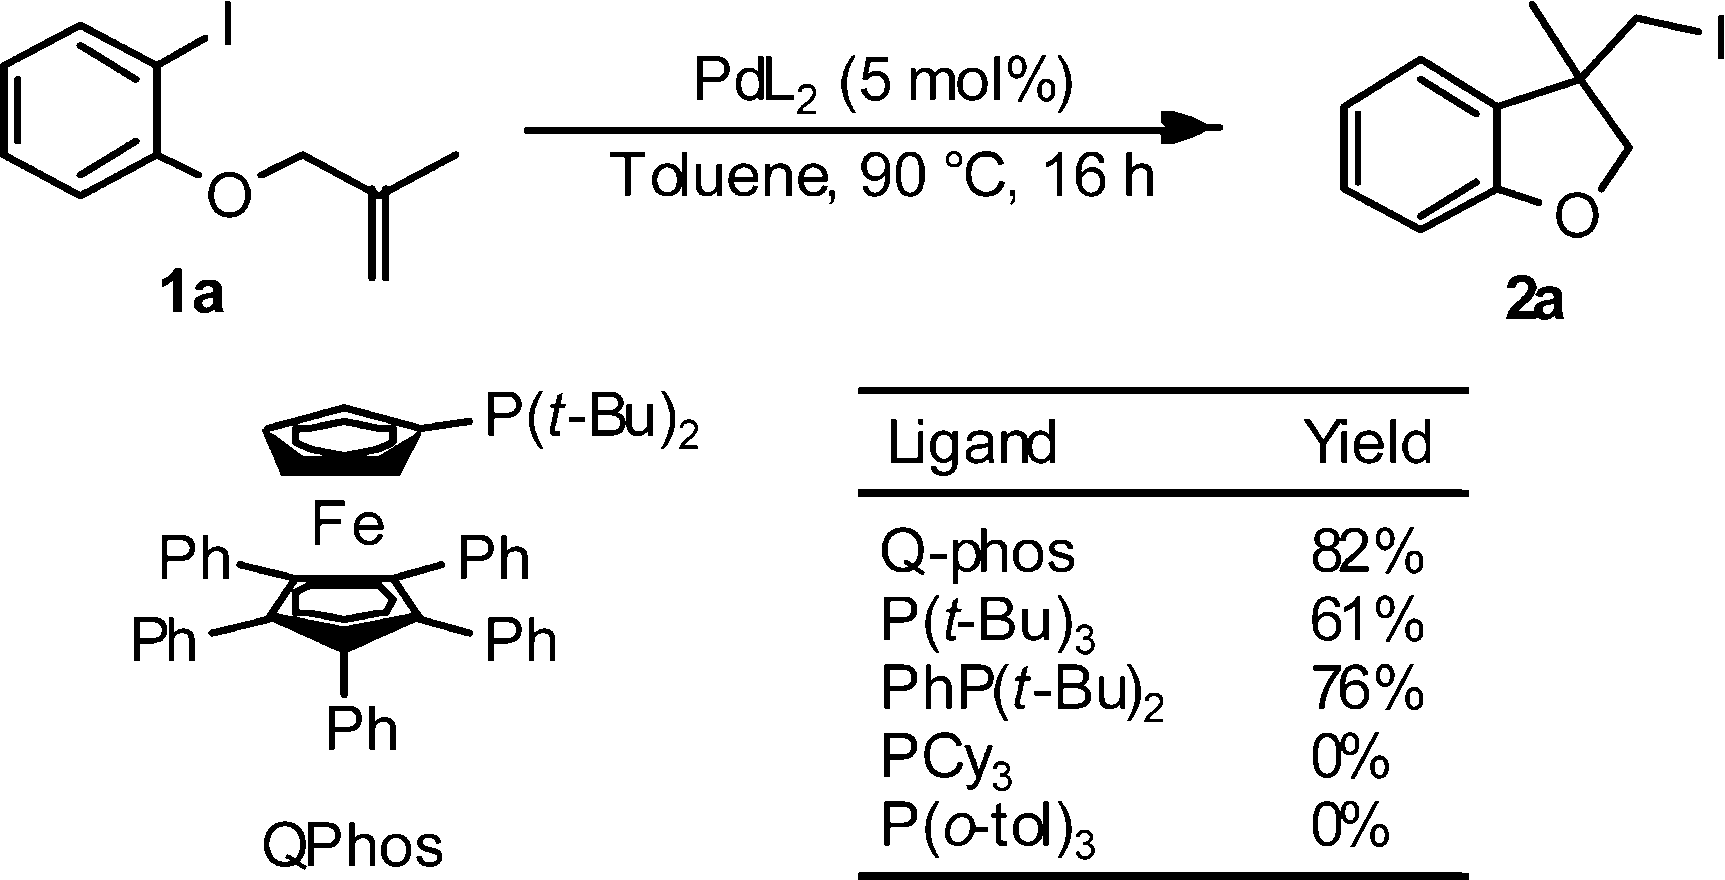 I
I
PdL2 (5 mol%)
Toluene, 90 °C, 16 h
O
O
1a
2a
P(t-Bu)2
Fe
Ph Ph
Ph Ph
Ph
QPhos
Ligand Yield
Q-phos 82%
P(t-Bu)3 61%
PhP(t-Bu)2 76%
PCy3 0%
P(o-tol)3 0%